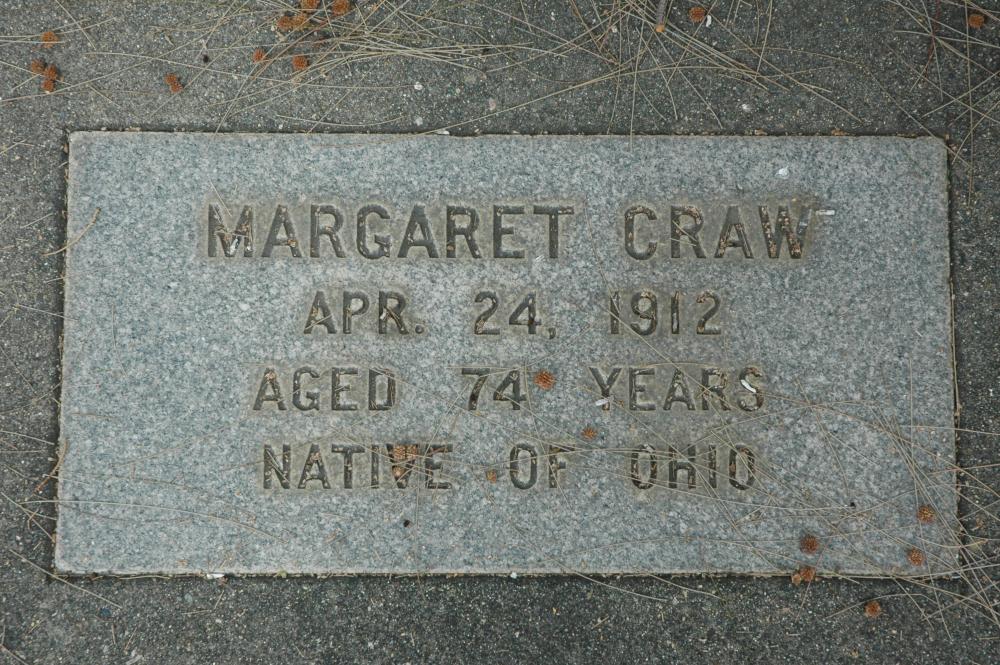 MARGARET CRAW
APR. 24, 1912
AGED 74 YEARS
NATIVE OF OHIO